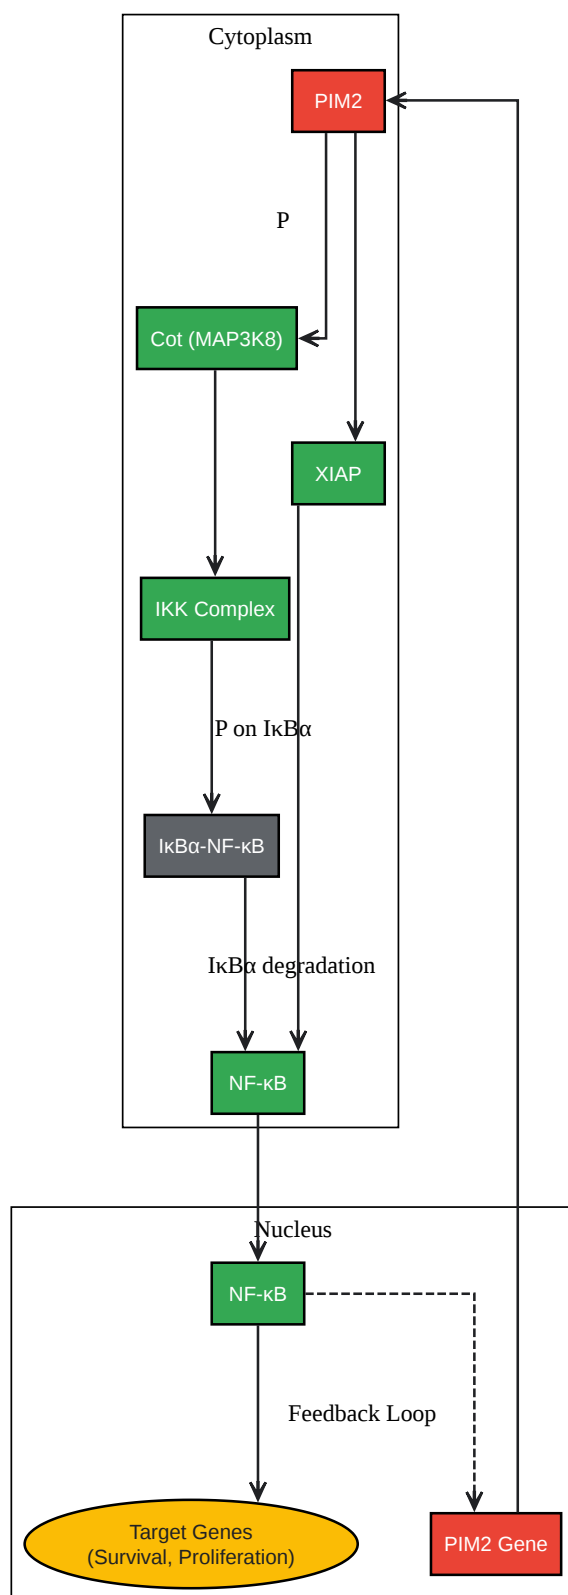 Cytoplasm
PIM2
P
Cot (MAP3K8)
XIAP
IKK Complex
P on IκBα
IκBα-NF-κB
IκBα degradation
NF-κB
Nucleus
NF-κB
Feedback Loop
Target Genes
(Survival, Proliferation)
PIM2 Gene